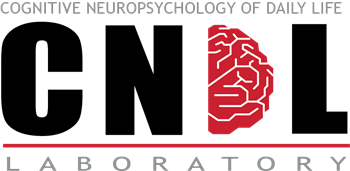 COGNITIVE NEUROPSYCHOLOGY OF DAILY LIFE
CNDL
LABORATORY